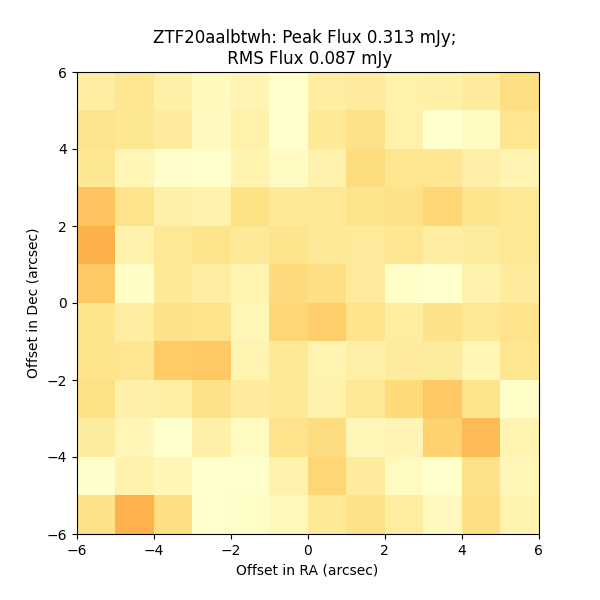 ZTF20aalbtwh: Peak Flux 0.313 mJy;
RMS Flux 0.087 mJy
6
4
2
0
−2
−4
−6
Offset in Dec (arcsec)
−6 −4 −2 0 2 4 6
Offset in RA (arcsec)